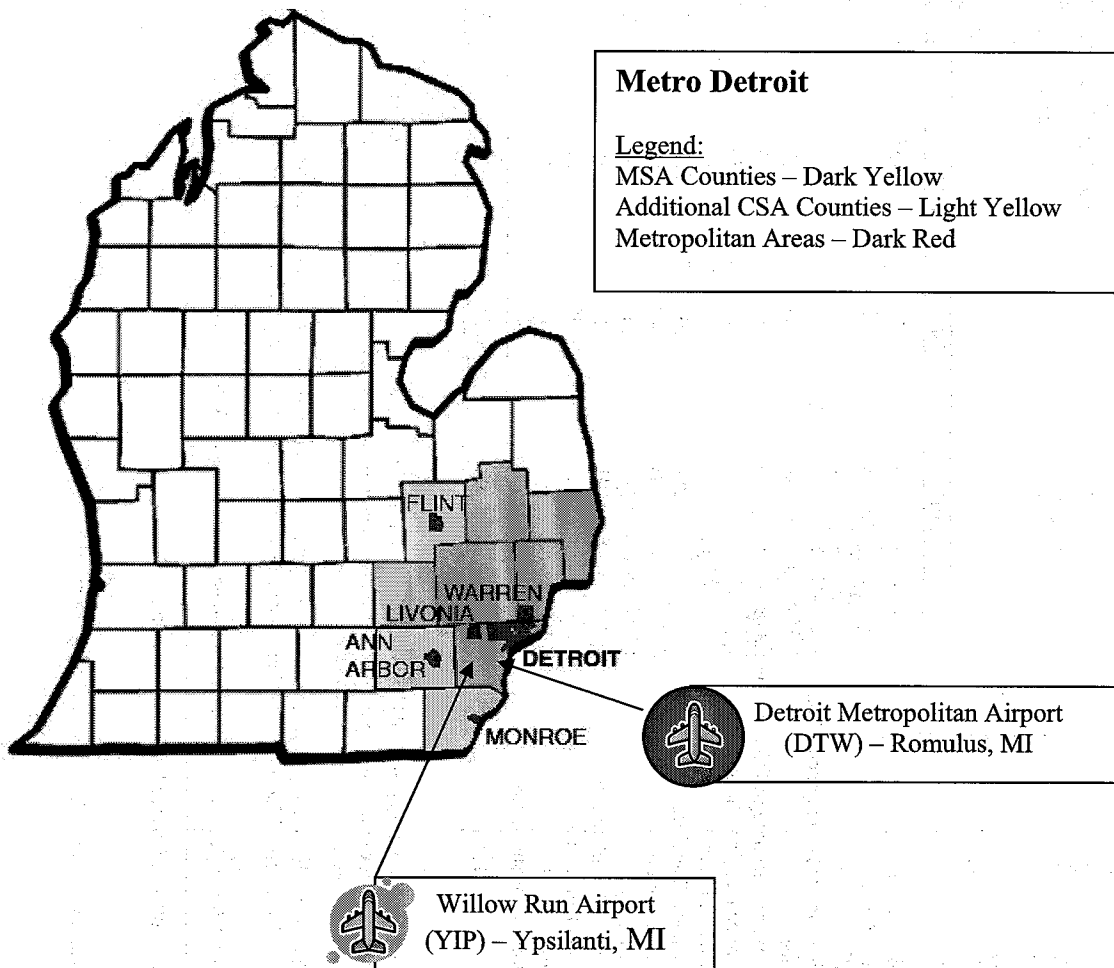 Metro Detroit
Legend:
MSA Counties – Dark Yellow
Additional CSA Counties – Light Yellow
Metropolitan Areas – Dark Red
FLINT
WARREN
LIVONIA
ANN
ARBOR
DETROIT
MONROE
Detroit Metropolitan Airport
(DTW) – Romulus, MI
Willow Run Airport
(YIP) – Ypsilanti, MI